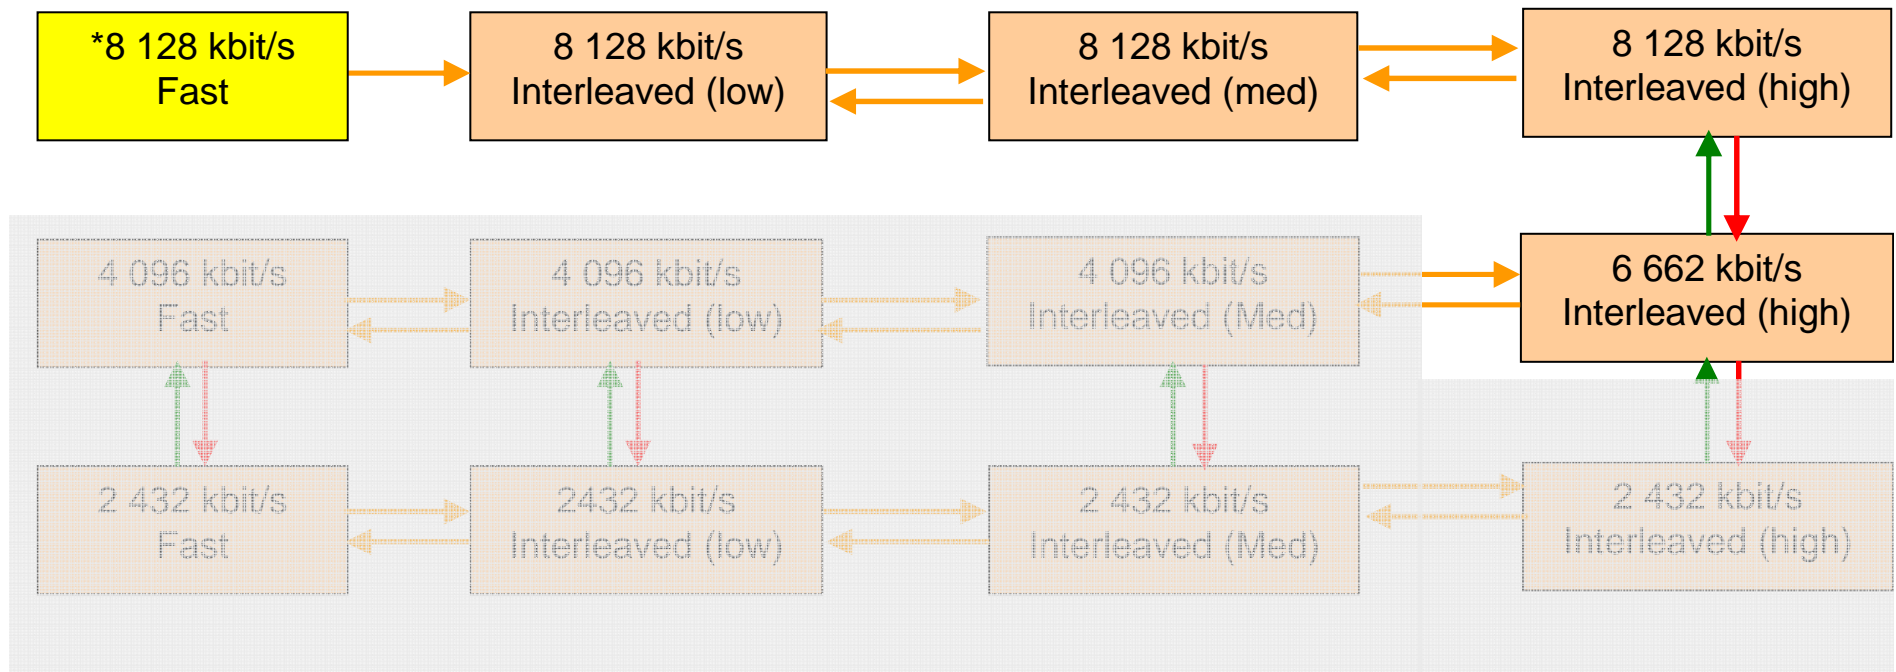 *8 128 kbit/s
Fast
8 128 kbit/s
Interleaved (low)
8 128 kbit/s
Interleaved (med)
8 128 kbit/s
Interleaved (high)
4 096 kbit/s
Fast
4 096 kbit/s
Interleaved (low)
4 096 kbit/s
Interleaved (Med)
6 662 kbit/s
Interleaved (high)
2 432 kbit/s
Fast
2432 kbit/s
Interleaved (low)
2 432 kbit/s
Interleaved (Med)
2 432 kbit/s
Interleaved (high)